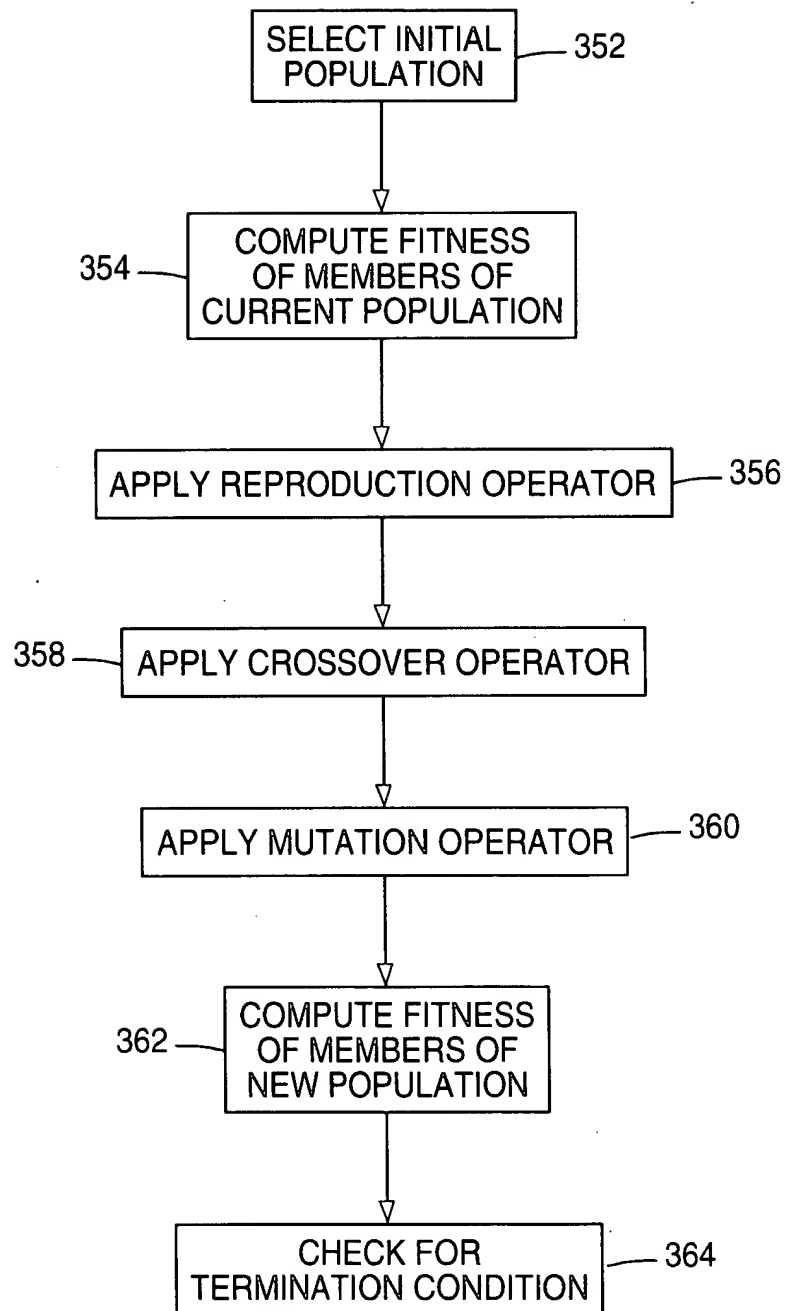 SELECT INITIAL
POPULATION
352
354
COMPUTE FITNESS
OF MEMBERS OF
CURRENT POPULATION
APPLY REPRODUCTION OPERATOR
356
358
APPLY CROSSOVER OPERATOR
APPLY MUTATION OPERATOR
360
362
COMPUTE FITNESS
OF MEMBERS OF
NEW POPULATION
CHECK FOR
TERMINATION CONDITION
364